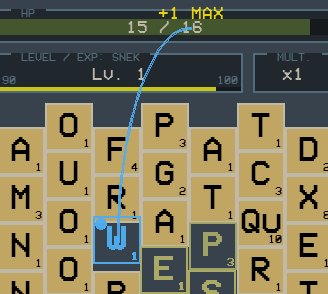 HP
+1 MAX
15 / 16
LEVEL / EXP: SNEK
MULT.
Lv. 1
x1
90 100
O 1 P 3 T 1
A 1 F 4 A 1 D 2
U 1 G 2 C 3
M 3 R 1 T 1 X 8
O 1 A 1 Qu 10
N 1 W 1 P 3 E 1
O E 1 R 1
N S T